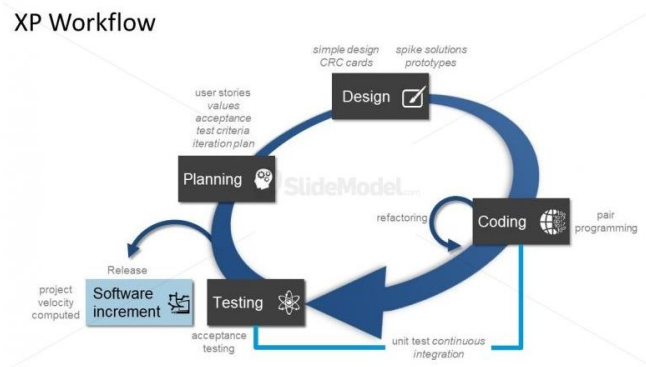 XP Workflow
simple design
CRC cards
spike solutions
prototypes
Design
user stories
values
acceptance
test criteria
iteration plan
Planning
SlideModel.com
refactoring
Coding
pair
programming
Release
project
velocity
computed
Software
increment
Testing
acceptance
testing
unit test continuous
integration